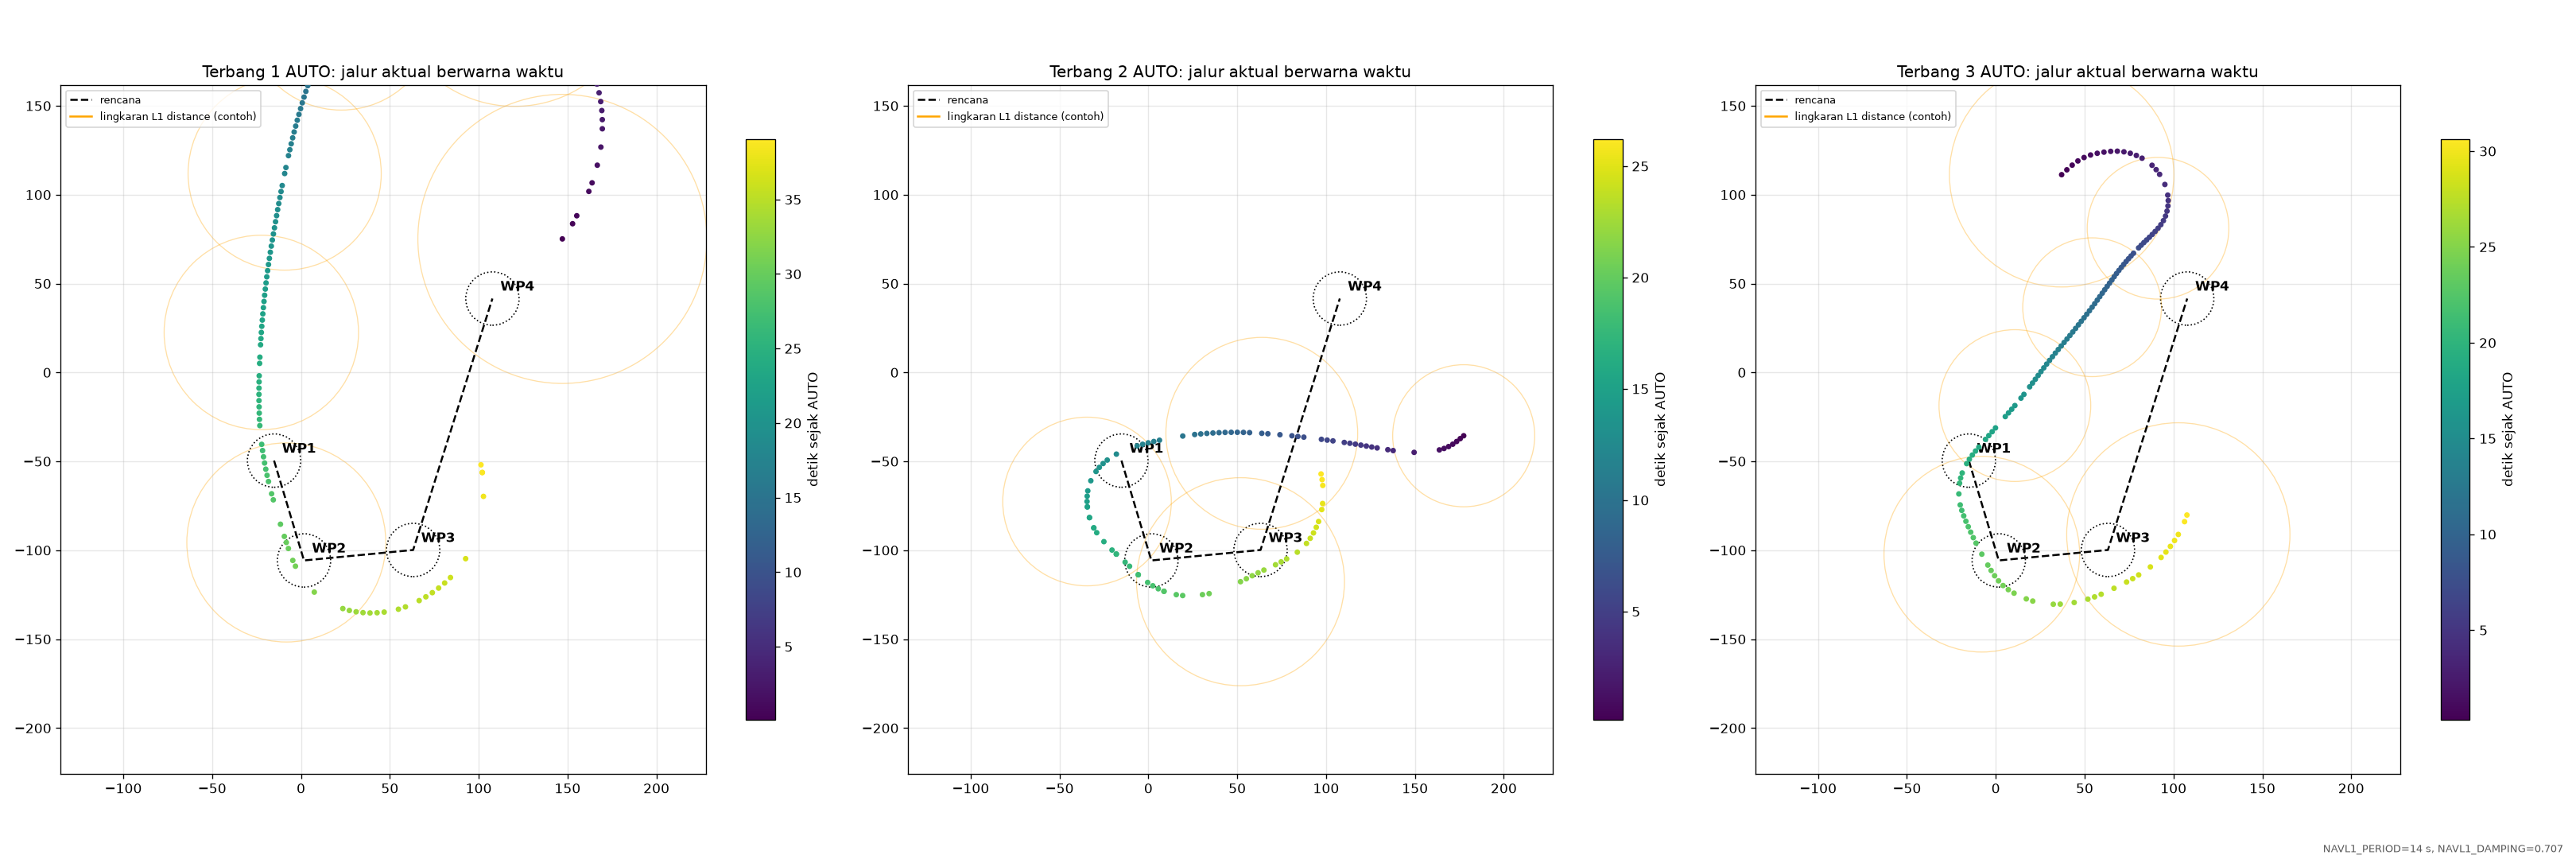 Terbang 1 AUTO: jalur aktual berwarna waktu
rencana
lingkaran L1 distance (contoh)
150
100
50
0
−50
−100
−150
−200
−100
−50
0
50
100
150
200
WP1
WP2
WP3
WP4
35
30
25
20
15
10
5
detik sejak AUTO
Terbang 2 AUTO: jalur aktual berwarna waktu
rencana
lingkaran L1 distance (contoh)
150
100
50
0
−50
−100
−150
−200
−100
−50
0
50
100
150
200
WP1
WP2
WP3
WP4
25
20
15
10
5
detik sejak AUTO
Terbang 3 AUTO: jalur aktual berwarna waktu
rencana
lingkaran L1 distance (contoh)
150
100
50
0
−50
−100
−150
−200
−100
−50
0
50
100
150
200
WP1
WP2
WP3
WP4
30
25
20
15
10
5
detik sejak AUTO
NAVL1_PERIOD=14 s, NAVL1_DAMPING=0.707